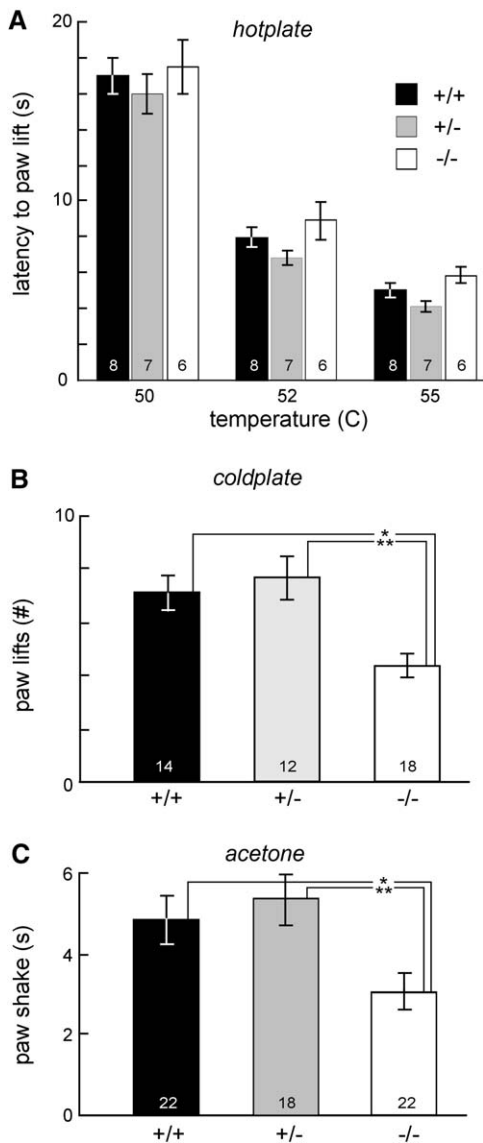 A
hotplate
latency to paw lift (s)
20
10
0
+/+
+/-
-/-
8 7 6
8 7 6
8 7 6
50 52 55
temperature (C)
B
coldplate
paw lifts (#)
10
0
*
**
14 12 18
+/+ +/- -/-
C
acetone
paw shake (s)
6
4
2
0
*
**
22 18 22
+/+ +/- -/-